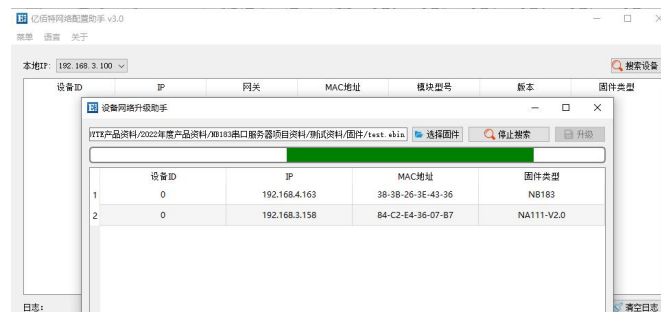 亿佰特网络配置助手 v3.0
菜单 语言 关于
本地IP: 192.168.3.100 搜索设备
设备ID IP 网关 MAC地址 模块型号 版本 固件类型
设备网络升级助手
YTE产品资料/2022年度产品资料/NB183串口服务器项目资料/测试资料/固件/test.ebin 选择固件 停止搜索 升级
设备ID IP MAC地址 固件类型
1 0 192.168.4.163 38-3B-26-3E-43-36 NB183
2 0 192.168.3.158 84-C2-E4-36-07-B7 NA111-V2.0
日志: 清空日志